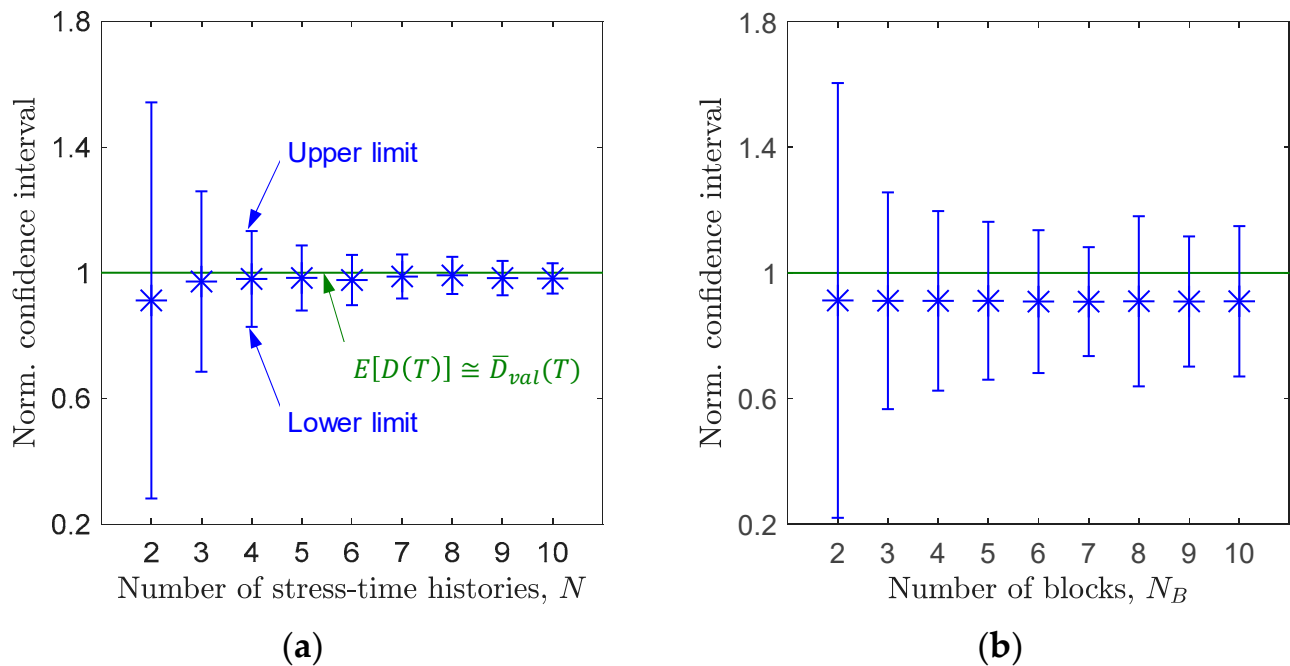 1.8
1.4
1
0.6
0.2
Norm. confidence interval
Upper limit
E[D(T)] ≅ D̅val(T)
Lower limit
2 3 4 5 6 7 8 9 10
Number of stress-time histories, N
(a)
1.8
1.4
1
0.6
0.2
Norm. confidence interval
2 3 4 5 6 7 8 9 10
Number of blocks, N_B
(b)